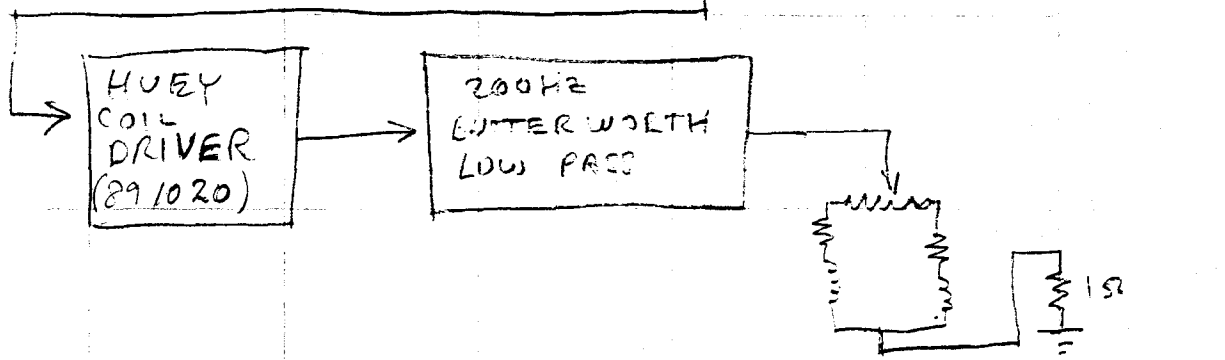 HUEY
COIL
DRIVER
(891020)
200HZ
BUTTERWORTH
LOW PASS
1Ω